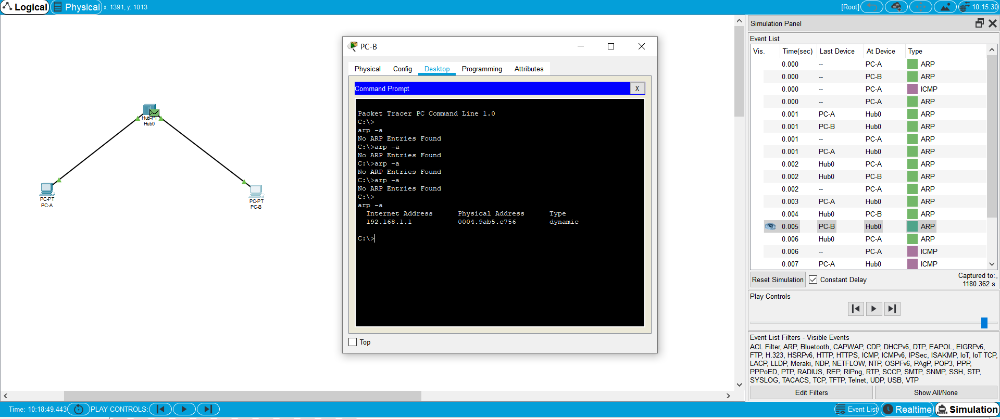 Logical
Physical
x: 1391, y: 1013
[Root]
10:15:30
Hub-PT
Hub0
PC-PT
PC-A
PC-PT
PC-B
PC-B
Physical
Config
Desktop
Programming
Attributes
Command Prompt
X
Packet Tracer PC Command Line 1.0
C:\>
arp -a
No ARP Entries Found
C:\>arp -a
No ARP Entries Found
C:\>arp -a
No ARP Entries Found
C:\>arp -a
No ARP Entries Found
C:\>
arp -a
Internet Address Physical Address Type
192.168.1.1 0004.9ab5.c756 dynamic
C:\>
Top
Simulation Panel
Event List
Vis. Time(sec) Last Device At Device Type
0.000 -- PC-A ARP
0.000 -- PC-B ARP
0.000 -- PC-A ICMP
0.000 -- PC-A ARP
0.001 PC-A Hub0 ARP
0.001 PC-B Hub0 ARP
0.001 -- PC-A ARP
0.001 PC-A Hub0 ARP
0.002 Hub0 PC-A ARP
0.002 Hub0 PC-B ARP
0.002 -- PC-A ARP
0.003 PC-A Hub0 ARP
0.004 Hub0 PC-B ARP
0.005 PC-B Hub0 ARP
0.006 Hub0 PC-A ARP
0.006 -- PC-A ICMP
0.007 PC-A Hub0 ICMP
Reset Simulation
Constant Delay
Captured to:
1180.362 s
Play Controls
Event List Filters - Visible Events
ACL Filter, ARP, Bluetooth, CAPWAP, CDP, DHCPv6, DTP, EAPOL, EIGRPv6,
FTP, H.323, HSRPv6, HTTP, HTTPS, ICMP, ICMPv6, IPSec, ISAKMP, IoT, IoT TCP,
LACP, LLDP, Meraki, NDP, NETFLOW, NTP, OSPFv6, PAgP, POP3, PPP,
PPPoED, PTP, RADIUS, REP, RIPng, RTP, SCCP, SMTP, SNMP, SSH, STP,
SYSLOG, TACACS, TCP, TFTP, Telnet, UDP, USB, VTP
Edit Filters
Show All/None
Time: 10:18:49.443
PLAY CONTROLS:
Event List
Realtime
Simulation